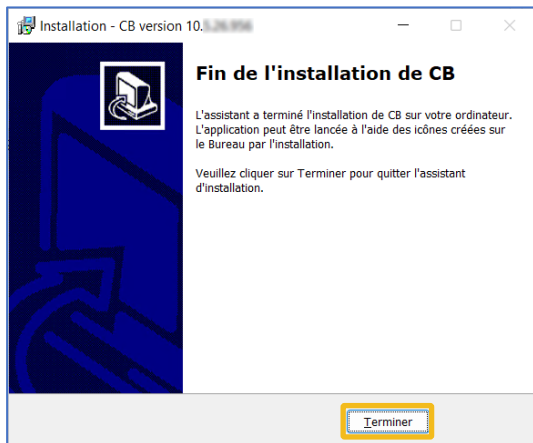 Installation - CB version 10.
Fin de l'installation de CB
L'assistant a terminé l'installation de CB sur votre ordinateur.
L'application peut être lancée à l'aide des icônes créées sur
le Bureau par l'installation.
Veuillez cliquer sur Terminer pour quitter l'assistant
d'installation.
Terminer